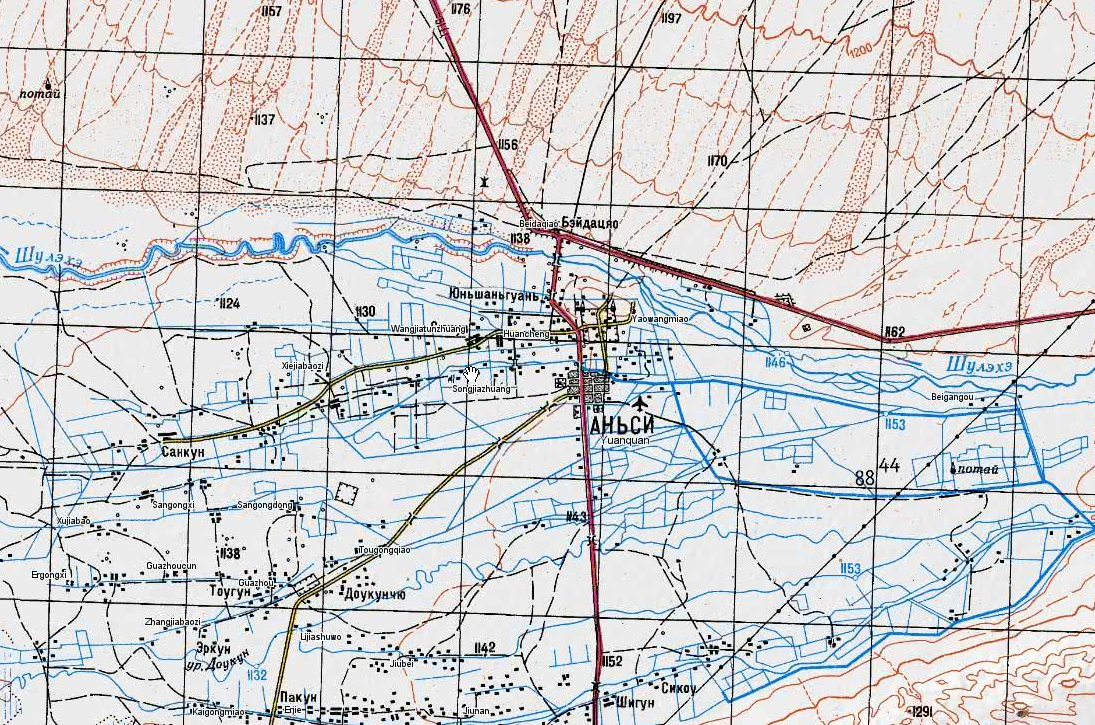 1157
1176
1197
1200
потай
1137
1156
1170
Beidaqiao
Бэйдацяо
1138
Шулэхэ
1124
1130
Юньшаньгуань
Wangjiatunzhuang
Huancheng
Yaowangmiao
1162
1146
Шулэхэ
Xiejiabaozi
Songjiazhuang
Beigangou
1153
АНЬСИ
Yuanquan
Санкун
88 44
потай
Sangongxi
Sangongdong
Xujiabao
1143
1138
Tougongqiao
Guazhoucun
Ergongxi
Guazhou
Тоугун
Доукунчю
1153
Zhangjiabaozi
Lijiashuwo
Эркун
ур. Доукун
1142
Jiubei
1152
1132
Сикоу
Пакун
Erjie
Kaigongmiao
Jiunan
Шигун
1291